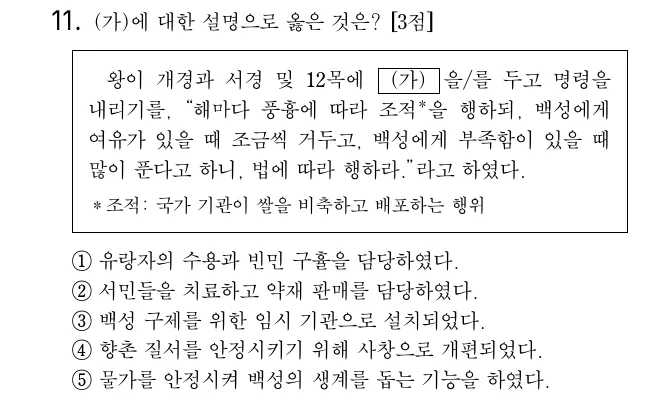 11. (가)에 대한 설명으로 옳은 것은? [3점]
왕이 개경과 서경 및 12목에 (가) 을/를 두고 명령을
내리기를, “해마다 풍흉에 따라 조적*을 행하되, 백성에게
여유가 있을 때 조금씩 거두고, 백성에게 부족함이 있을 때
많이 푼다고 하니, 법에 따라 행하라.”라고 하였다.
* 조적: 국가 기관이 쌀을 비축하고 배포하는 행위
① 유랑자의 수용과 빈민 구휼을 담당하였다.
② 서민들을 치료하고 약재 판매를 담당하였다.
③ 백성 구제를 위한 임시 기관으로 설치되었다.
④ 향촌 질서를 안정시키기 위해 사창으로 개편되었다.
⑤ 물가를 안정시켜 백성의 생계를 돕는 기능을 하였다.